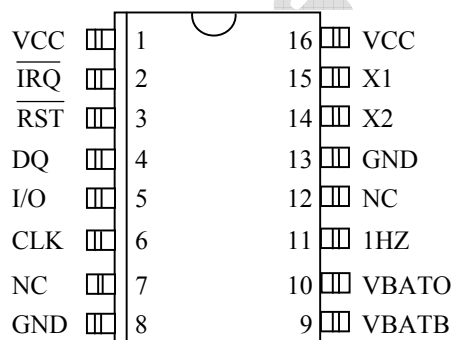 VCC 1 16 VCC
IRQ 2 15 X1
RST 3 14 X2
DQ 4 13 GND
I/O 5 12 NC
CLK 6 11 1HZ
NC 7 10 VBATO
GND 8 9 VBATB